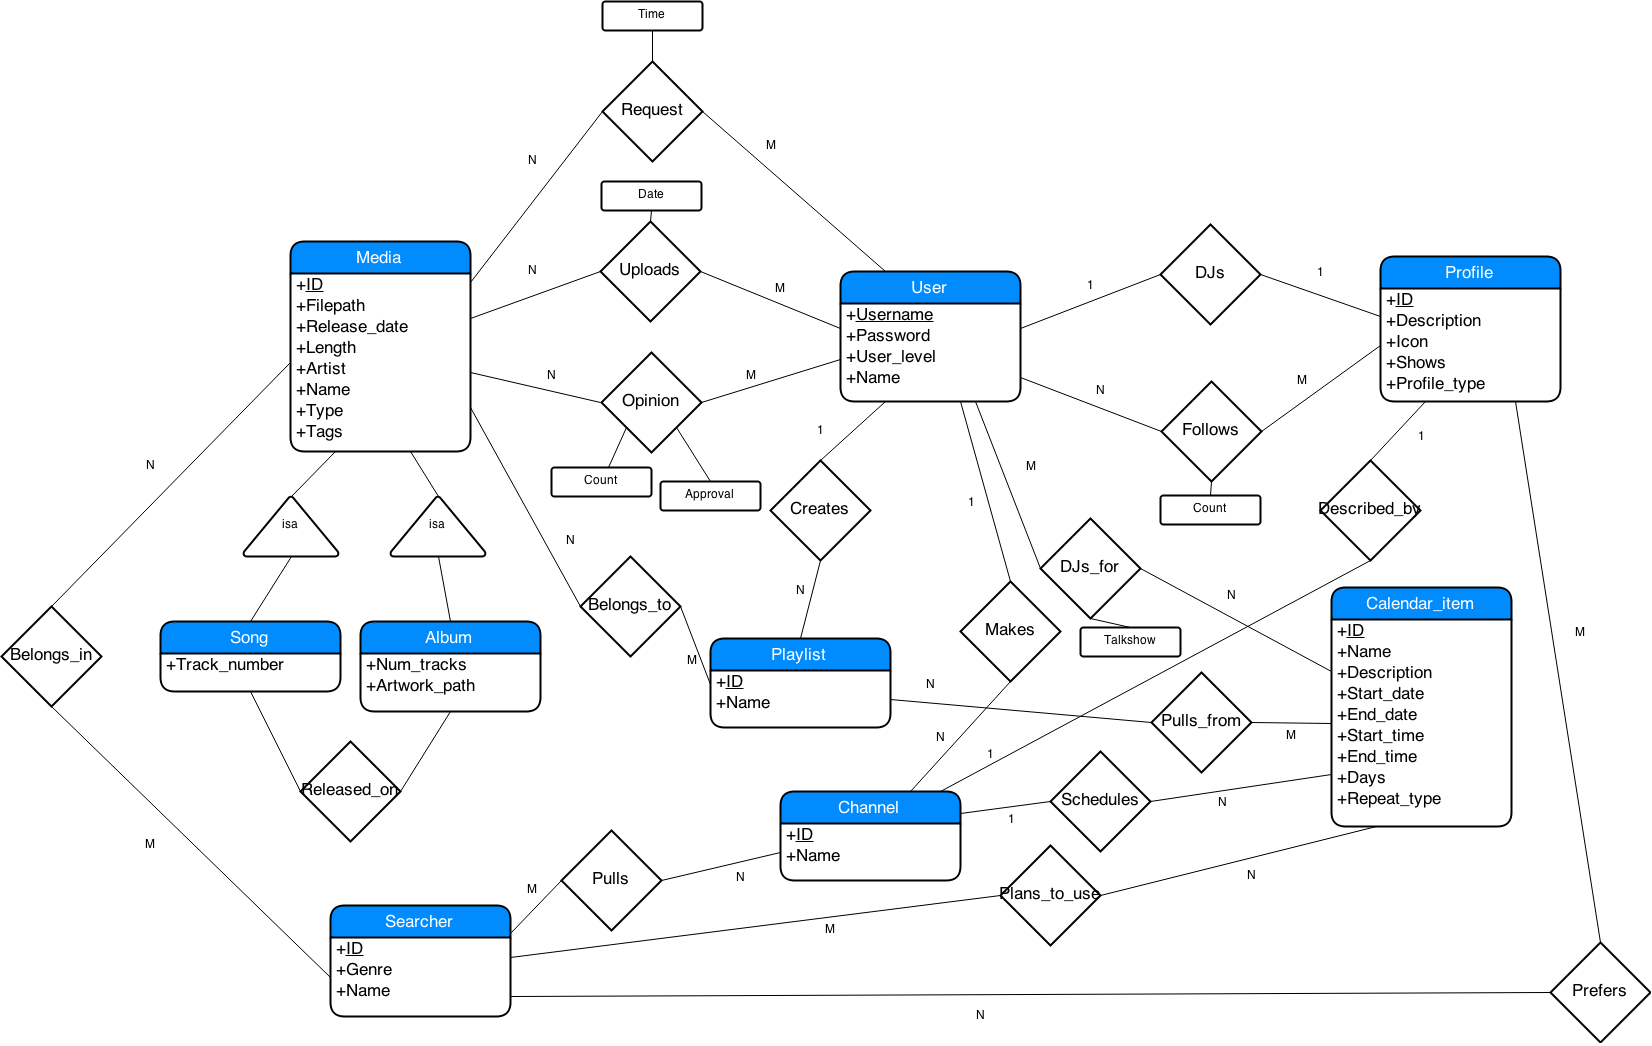 Time
Request
N
M
Date
Uploads
N
M
Media
+ID
+Filepath
+Release_date
+Length
+Artist
+Name
+Type
+Tags
User
+Username
+Password
+User_level
+Name
1
DJs
1
Profile
+ID
+Description
+Icon
+Shows
+Profile_type
N
Opinion
M
Count
Approval
N
Follows
M
Count
1
Described_by
1
N
isa
isa
1
Creates
N
1
Makes
N
M
DJs_for
N
Talkshow
N
Belongs_to
M
Belongs_in
M
Song
+Track_number
Album
+Num_tracks
+Artwork_path
Released_on
Playlist
+ID
+Name
N
Pulls_from
M
Calendar_item
+ID
+Name
+Description
+Start_date
+End_date
+Start_time
+End_time
+Days
+Repeat_type
M
Channel
+ID
+Name
1
Schedules
N
M
Pulls
N
Plans_to_use
M
N
Searcher
+ID
+Genre
+Name
Prefers
N